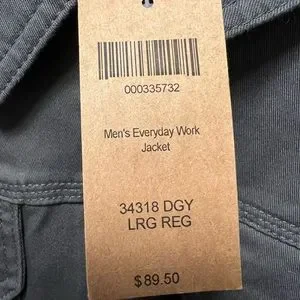 000335732
Men's Everyday Work
Jacket
34318 DGY
LRG REG
$89.50